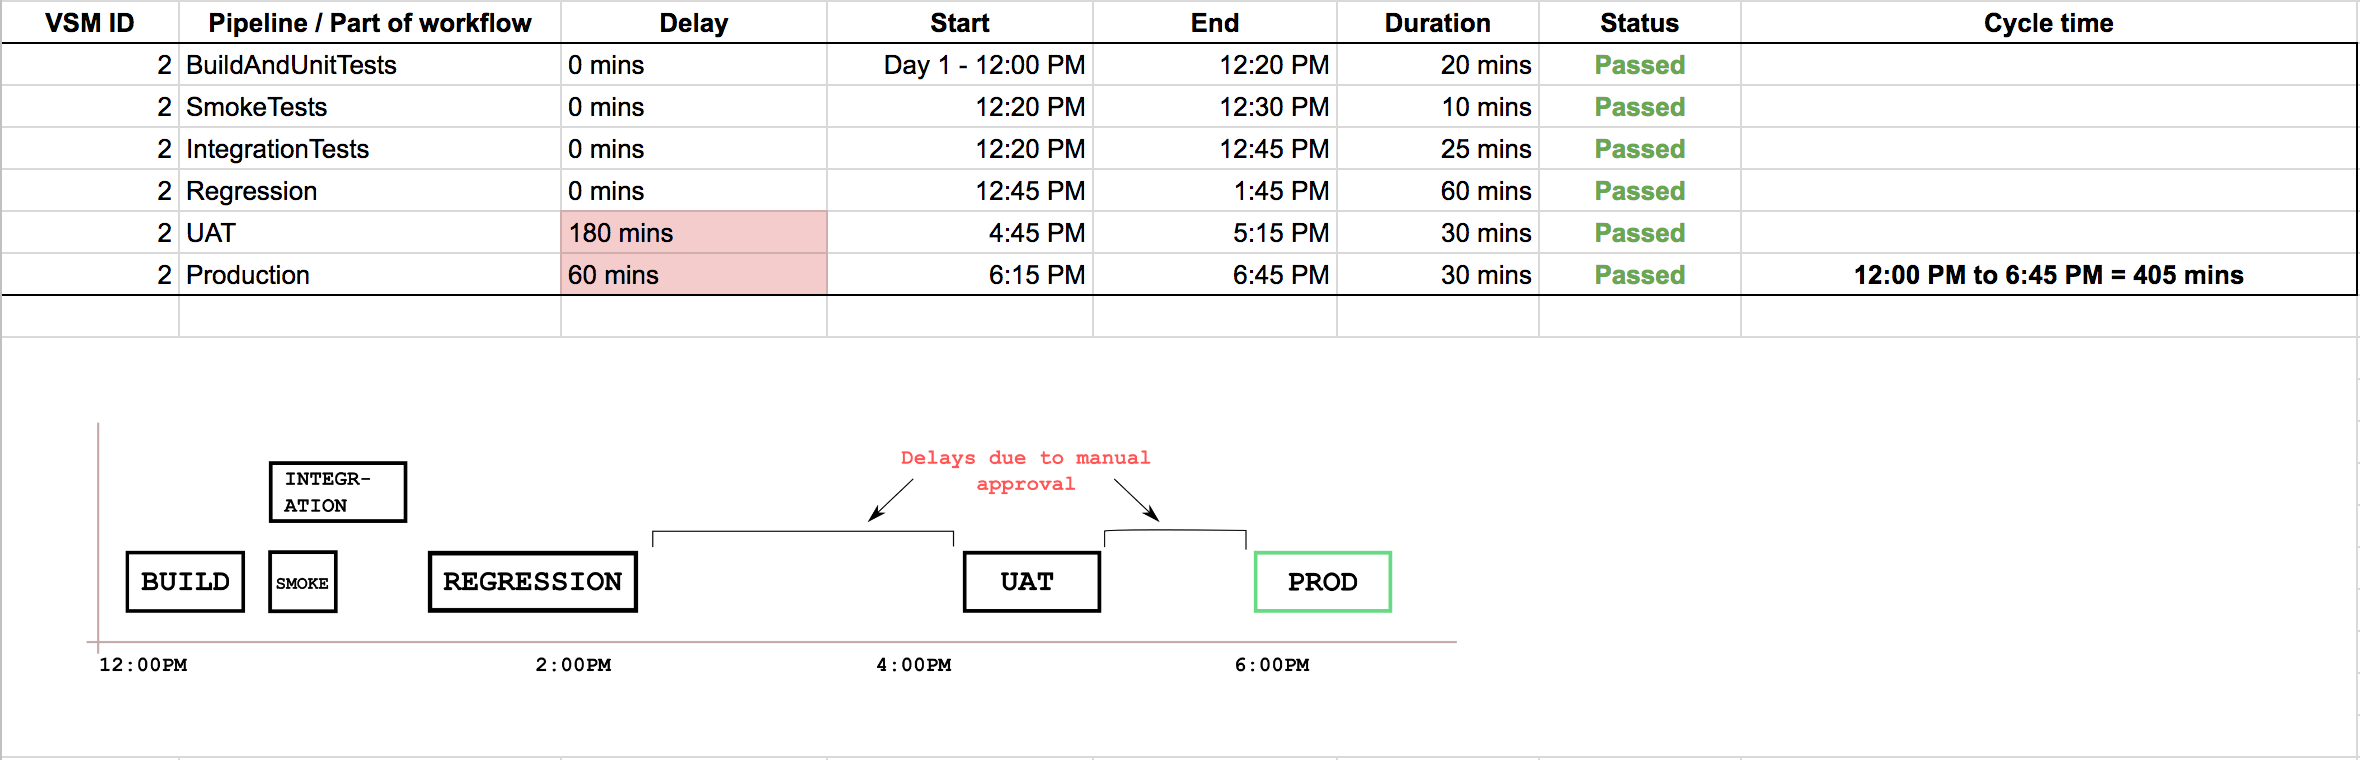 VSM ID Pipeline / Part of workflow Delay Start End Duration Status Cycle time
2 BuildAndUnitTests 0 mins Day 1 - 12:00 PM 12:20 PM 20 mins Passed
2 SmokeTests 0 mins 12:20 PM 12:30 PM 10 mins Passed
2 IntegrationTests 0 mins 12:20 PM 12:45 PM 25 mins Passed
2 Regression 0 mins 12:45 PM 1:45 PM 60 mins Passed
2 UAT 180 mins 4:45 PM 5:15 PM 30 mins Passed
2 Production 60 mins 6:15 PM 6:45 PM 30 mins Passed 12:00 PM to 6:45 PM = 405 mins
Delays due to manual
approval
INTEGR-
ATION
BUILD SMOKE REGRESSION UAT PROD
12:00PM 2:00PM 4:00PM 6:00PM